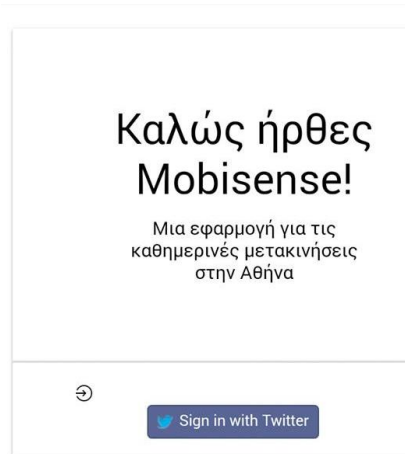 Καλώς ήρθες
Mobisense!
Μια εφαρμογή για τις
καθημερινές μετακινήσεις
στην Αθήνα
Sign in with Twitter